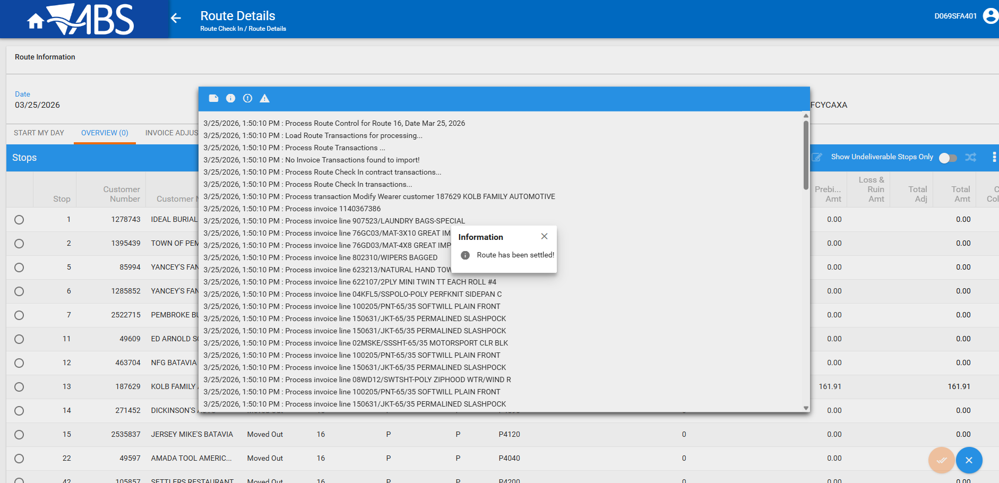 ABS
Route Details
Route Check In / Route Details
D069SFA401
Route Information
Date
03/25/2026
FCYCAXA
START MY DAY
OVERVIEW (0)
INVOICE ADJUS
Stops
Show Undeliverable Stops Only
Stop
Customer Number
Customer N
Prebi... Amt
Loss & Ruin Amt
Total Adj
Total Amt
C Col
3/25/2026, 1:50:10 PM : Process Route Control for Route 16, Date Mar 25, 2026
3/25/2026, 1:50:10 PM : Load Route Transactions for processing...
3/25/2026, 1:50:10 PM : Process Route Transactions ...
3/25/2026, 1:50:10 PM : No Invoice Transactions found to import!
3/25/2026, 1:50:10 PM : Process Route Check In contract transactions...
3/25/2026, 1:50:10 PM : Process Route Check In transactions...
3/25/2026, 1:50:10 PM : Process transaction Modify Wearer customer 187629 KOLB FAMILY AUTOMOTIVE
3/25/2026, 1:50:10 PM : Process invoice 1140367386
3/25/2026, 1:50:10 PM : Process invoice line 907523/LAUNDRY BAGS-SPECIAL
3/25/2026, 1:50:10 PM : Process invoice line 76GC03/MAT-3X10 GREAT IM
3/25/2026, 1:50:10 PM : Process invoice line 76GD03/MAT-4X8 GREAT IMP
3/25/2026, 1:50:10 PM : Process invoice line 802310/WIPERS BAGGED
3/25/2026, 1:50:10 PM : Process invoice line 623213/NATURAL HAND TOW
3/25/2026, 1:50:10 PM : Process invoice line 622107/2PLY MINI TWIN TT EACH ROLL #4
3/25/2026, 1:50:10 PM : Process invoice line 04KFL5/SSPOLO-POLY PERFKNIT SIDEPAN C
3/25/2026, 1:50:10 PM : Process invoice line 100205/PNT-65/35 SOFTWILL PLAIN FRONT
3/25/2026, 1:50:10 PM : Process invoice line 150631/JKT-65/35 PERMALINED SLASHPOCK
3/25/2026, 1:50:10 PM : Process invoice line 150631/JKT-65/35 PERMALINED SLASHPOCK
3/25/2026, 1:50:10 PM : Process invoice line 02MSKE/SSSHT-65/35 MOTORSPORT CLR BLK
3/25/2026, 1:50:10 PM : Process invoice line 100205/PNT-65/35 SOFTWILL PLAIN FRONT
3/25/2026, 1:50:10 PM : Process invoice line 150631/JKT-65/35 PERMALINED SLASHPOCK
3/25/2026, 1:50:10 PM : Process invoice line 08WD12/SWTSHT-POLY ZIPHOOD WTR/WIND R
3/25/2026, 1:50:10 PM : Process invoice line 100205/PNT-65/35 SOFTWILL PLAIN FRONT
3/25/2026, 1:50:10 PM : Process invoice line 150631/JKT-65/35 PERMALINED SLASHPOCK
Information
Route has been settled!
1 1278743 IDEAL BURIAL 0.00 0.00
2 1395439 TOWN OF PEM 0.00 0.00
5 85994 YANCEY'S FAN 0.00 0.00
6 1285852 YANCEY'S FAN 0.00 0.00
7 2522715 PEMBROKE BU 0.00 0.00
11 49609 ED ARNOLD SC 0.00 0.00
12 463704 NFG BATAVIA 0.00 0.00
13 187629 KOLB FAMILY 161.91 161.91
14 271452 DICKINSON'S 0.00 0.00
15 2535837 JERSEY MIKE'S BATAVIA Moved Out 16 P P P4120 0 0.00 0.00
22 49597 AMADA TOOL AMERIC... Moved Out 16 P P P4040 0 0.00 0.00
42 105857 SETTLERS RESTAURANT Moved Out 16 P P P4200 0 0.00 0.00